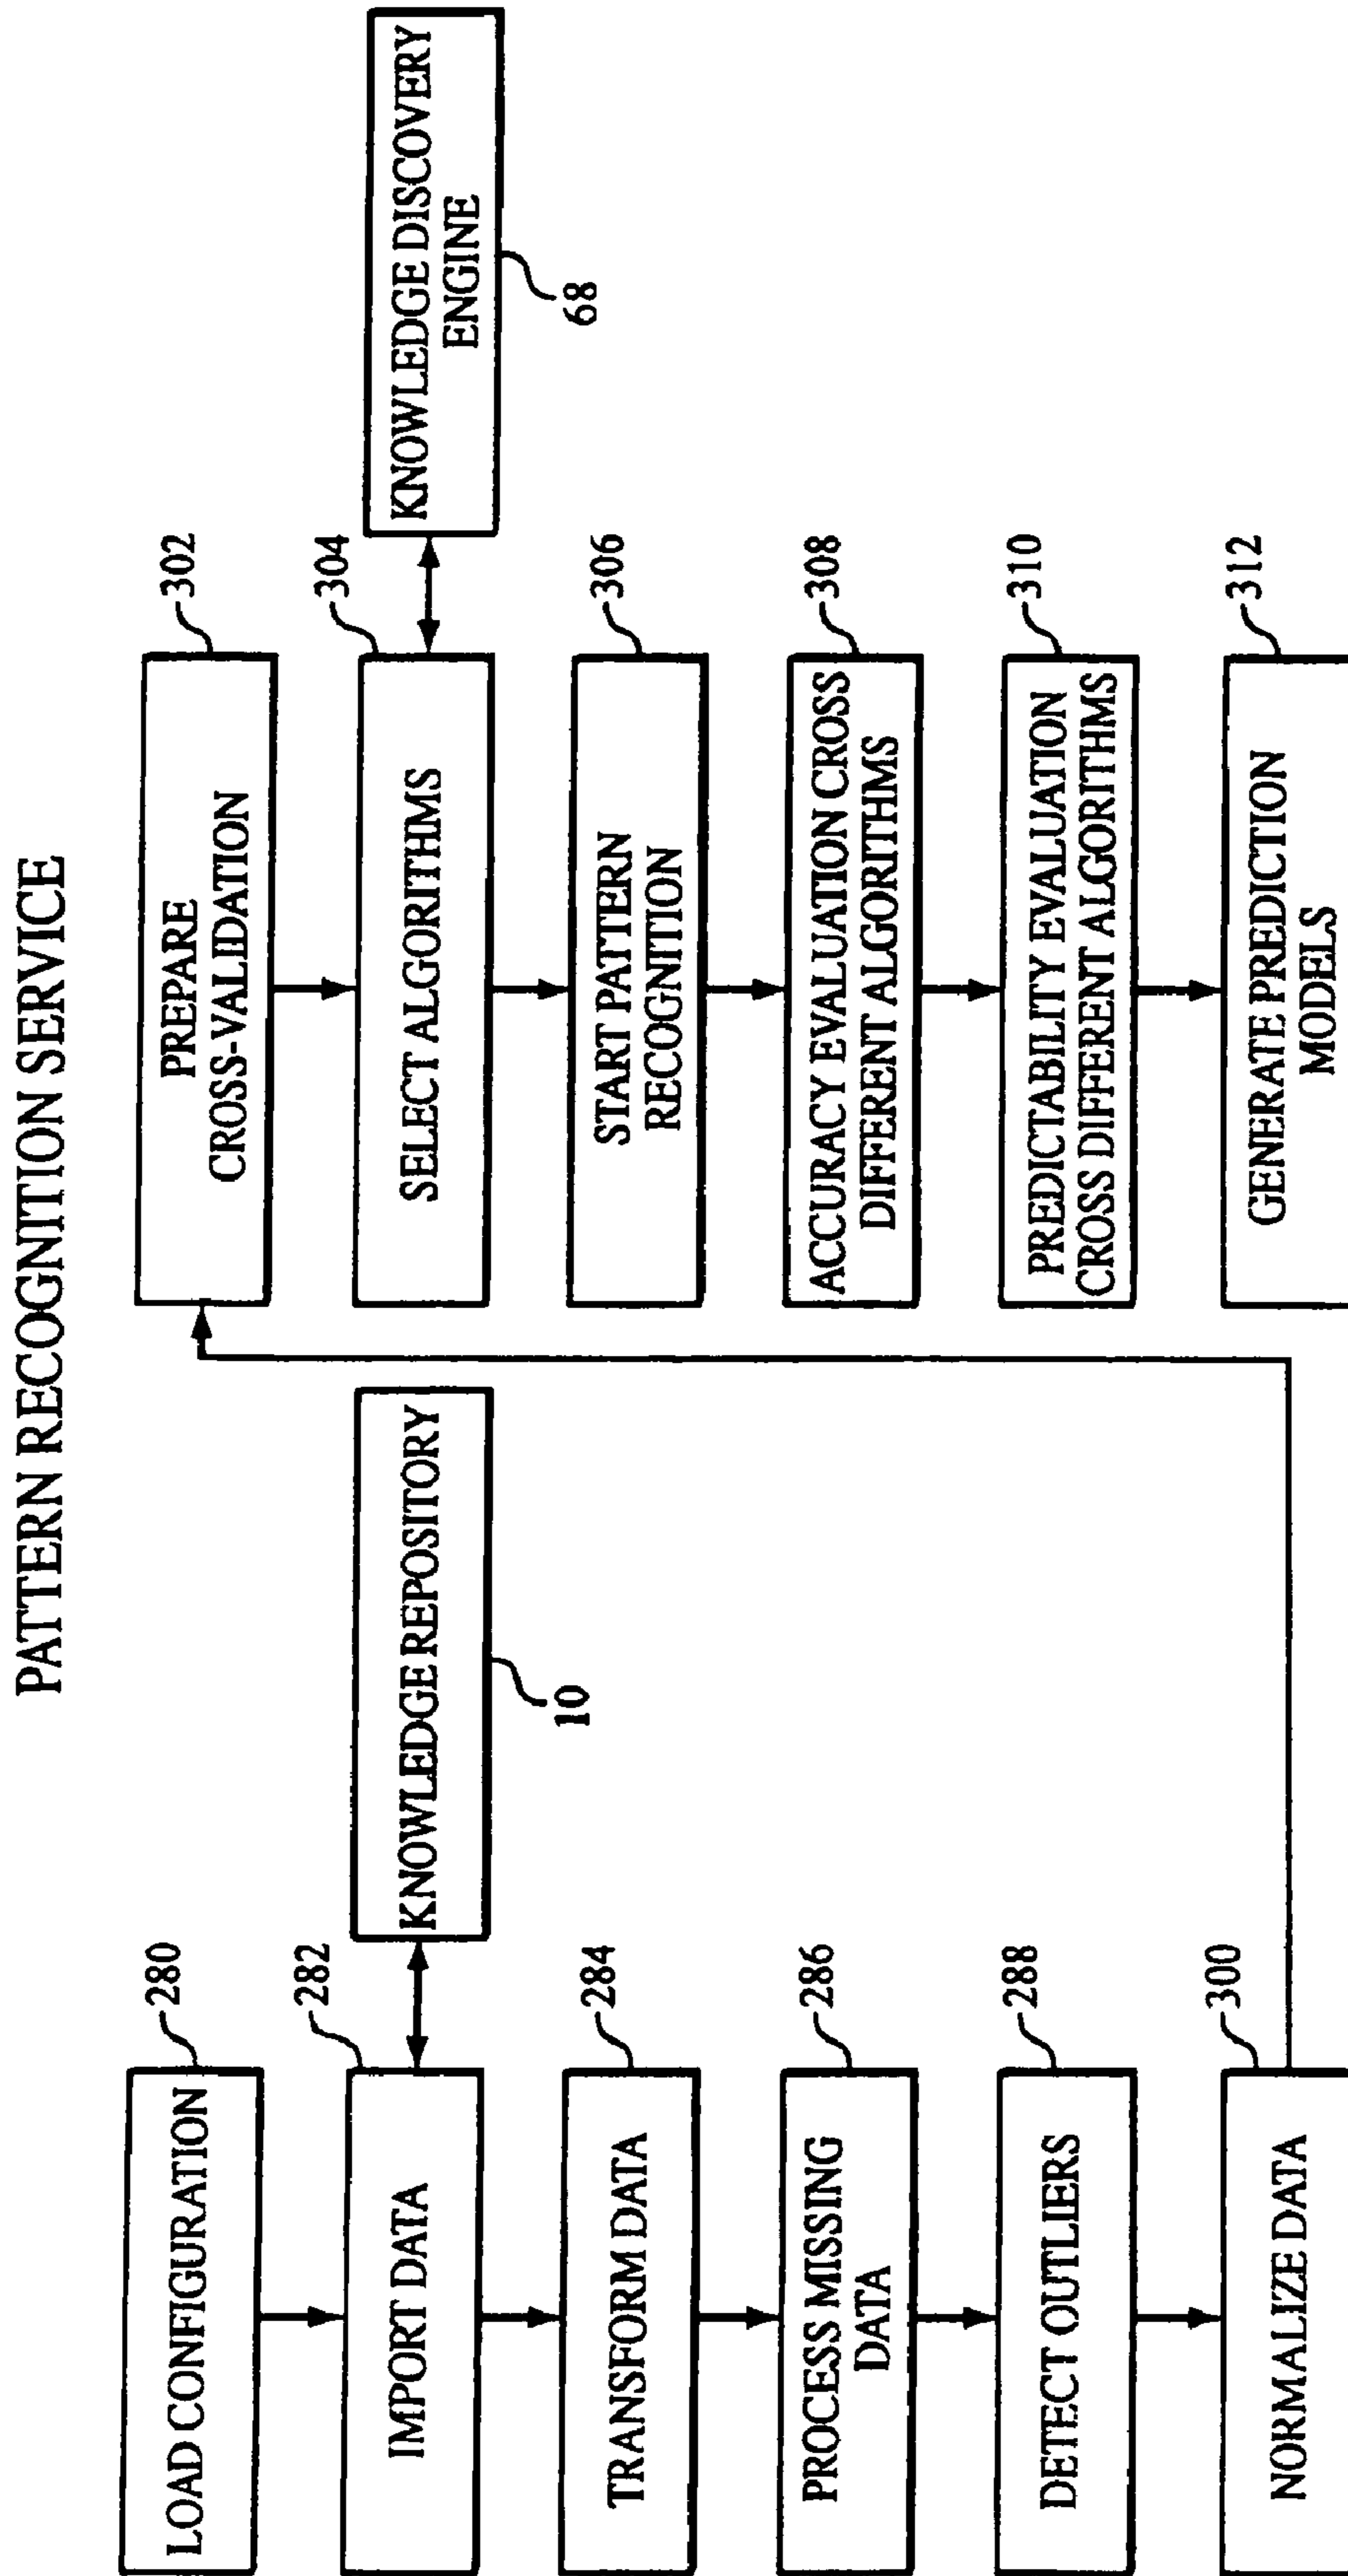 PATTERN RECOGNITION SERVICE
LOAD CONFIGURATION
280
IMPORT DATA
282
KNOWLEDGE REPOSITORY
10
TRANSFORM DATA
284
PROCESS MISSING
DATA
286
DETECT OUTLIERS
288
NORMALIZE DATA
300
PREPARE
CROSS-VALIDATION
302
SELECT ALGORITHMS
304
KNOWLEDGE DISCOVERY
ENGINE
68
START PATTERN
RECOGNITION
306
ACCURACY EVALUATION CROSS
DIFFERENT ALGORITHMS
308
PREDICTABILITY EVALUATION
CROSS DIFFERENT ALGORITHMS
310
GENERATE PREDICTION
MODELS
312